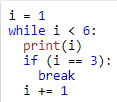 i = 1
while i < 6:
  print(i)
  if (i == 3):
    break
  i += 1